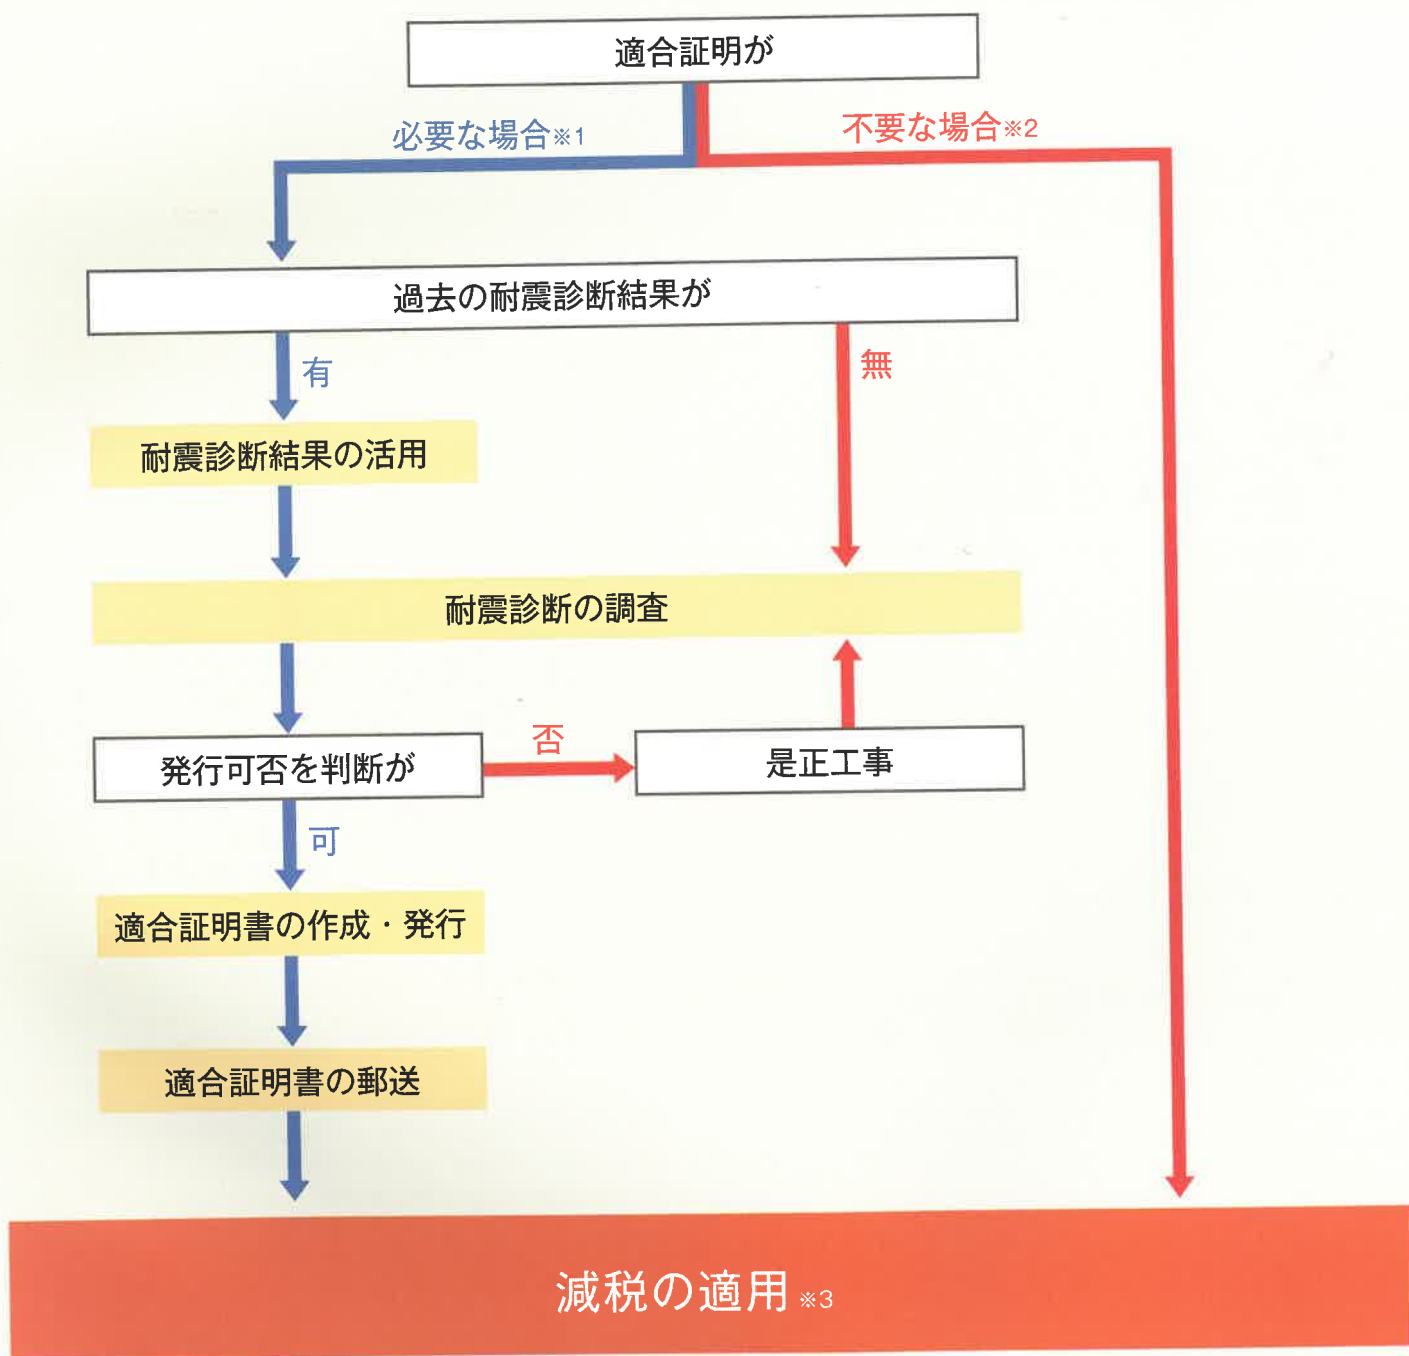 適合証明が
必要な場合※1
不要な場合※2
過去の耐震診断結果が
有
無
耐震診断結果の活用
耐震診断の調査
発行可否を判断が
否
是正工事
可
適合証明書の作成・発行
適合証明書の郵送
減税の適用 ※3